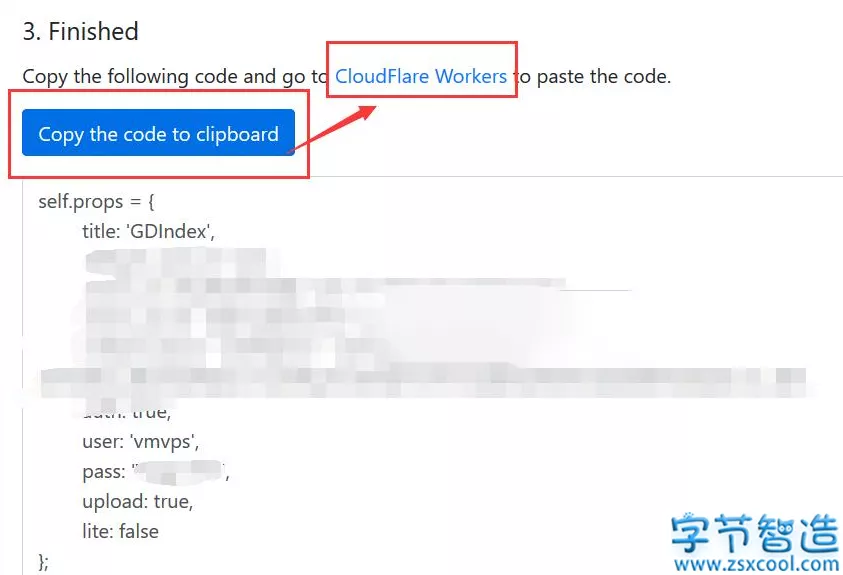 3. Finished
Copy the following code and go to CloudFlare Workers to paste the code.
Copy the code to clipboard
self.props = {
title: 'GDIndex',
auth: true,
user: 'vmvps',
pass: '
',
upload: true,
lite: false
};
字节智造
www.zsxcool.com